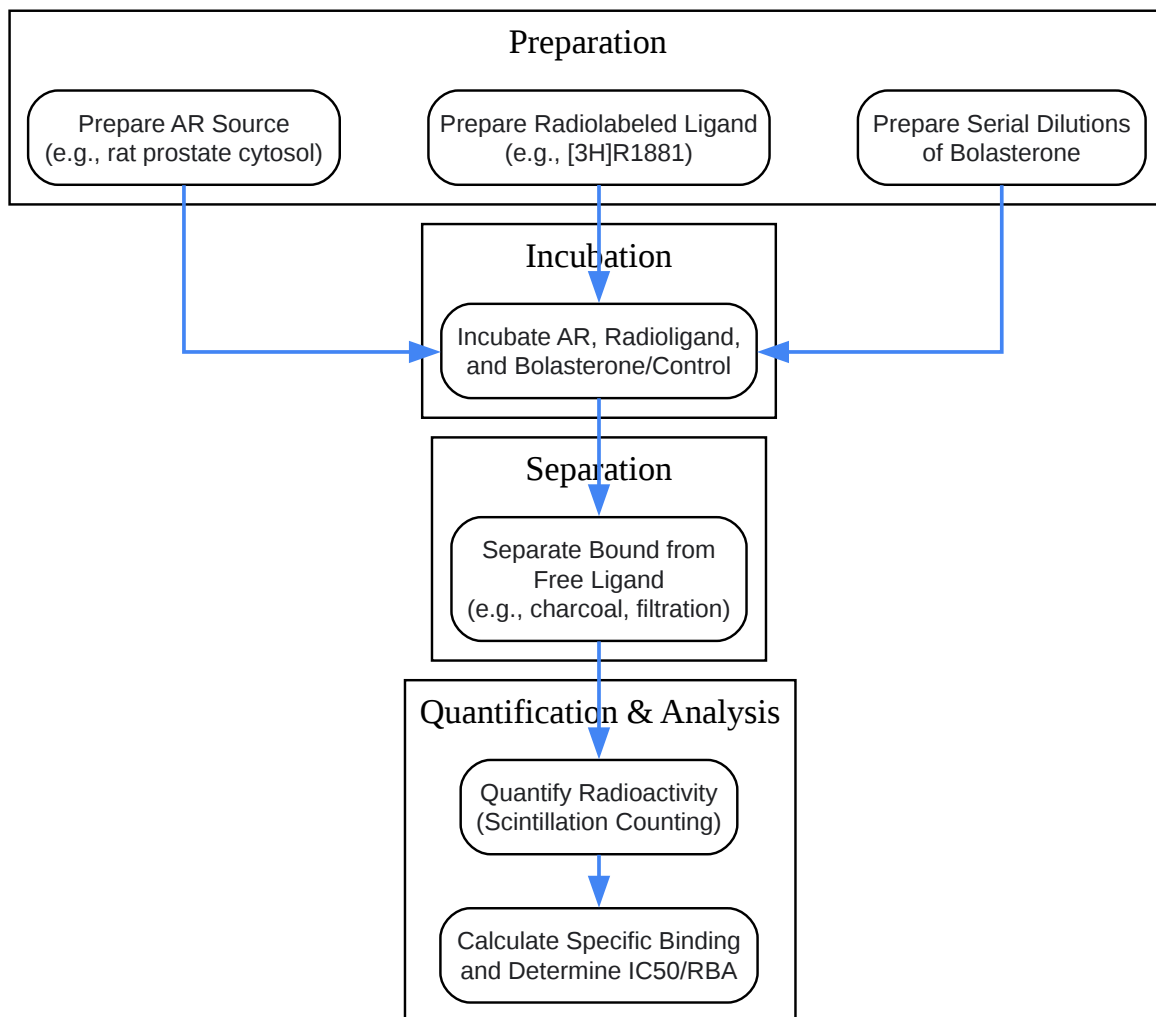 Preparation
Prepare AR Source
(e.g., rat prostate cytosol)
Prepare Radiolabeled Ligand
(e.g., [3H]R1881)
Prepare Serial Dilutions
of Bolasterone
Incubation
Incubate AR, Radioligand,
and Bolasterone/Control
Separation
Separate Bound from
Free Ligand
(e.g., charcoal, filtration)
Quantification & Analysis
Quantify Radioactivity
(Scintillation Counting)
Calculate Specific Binding
and Determine IC50/RBA